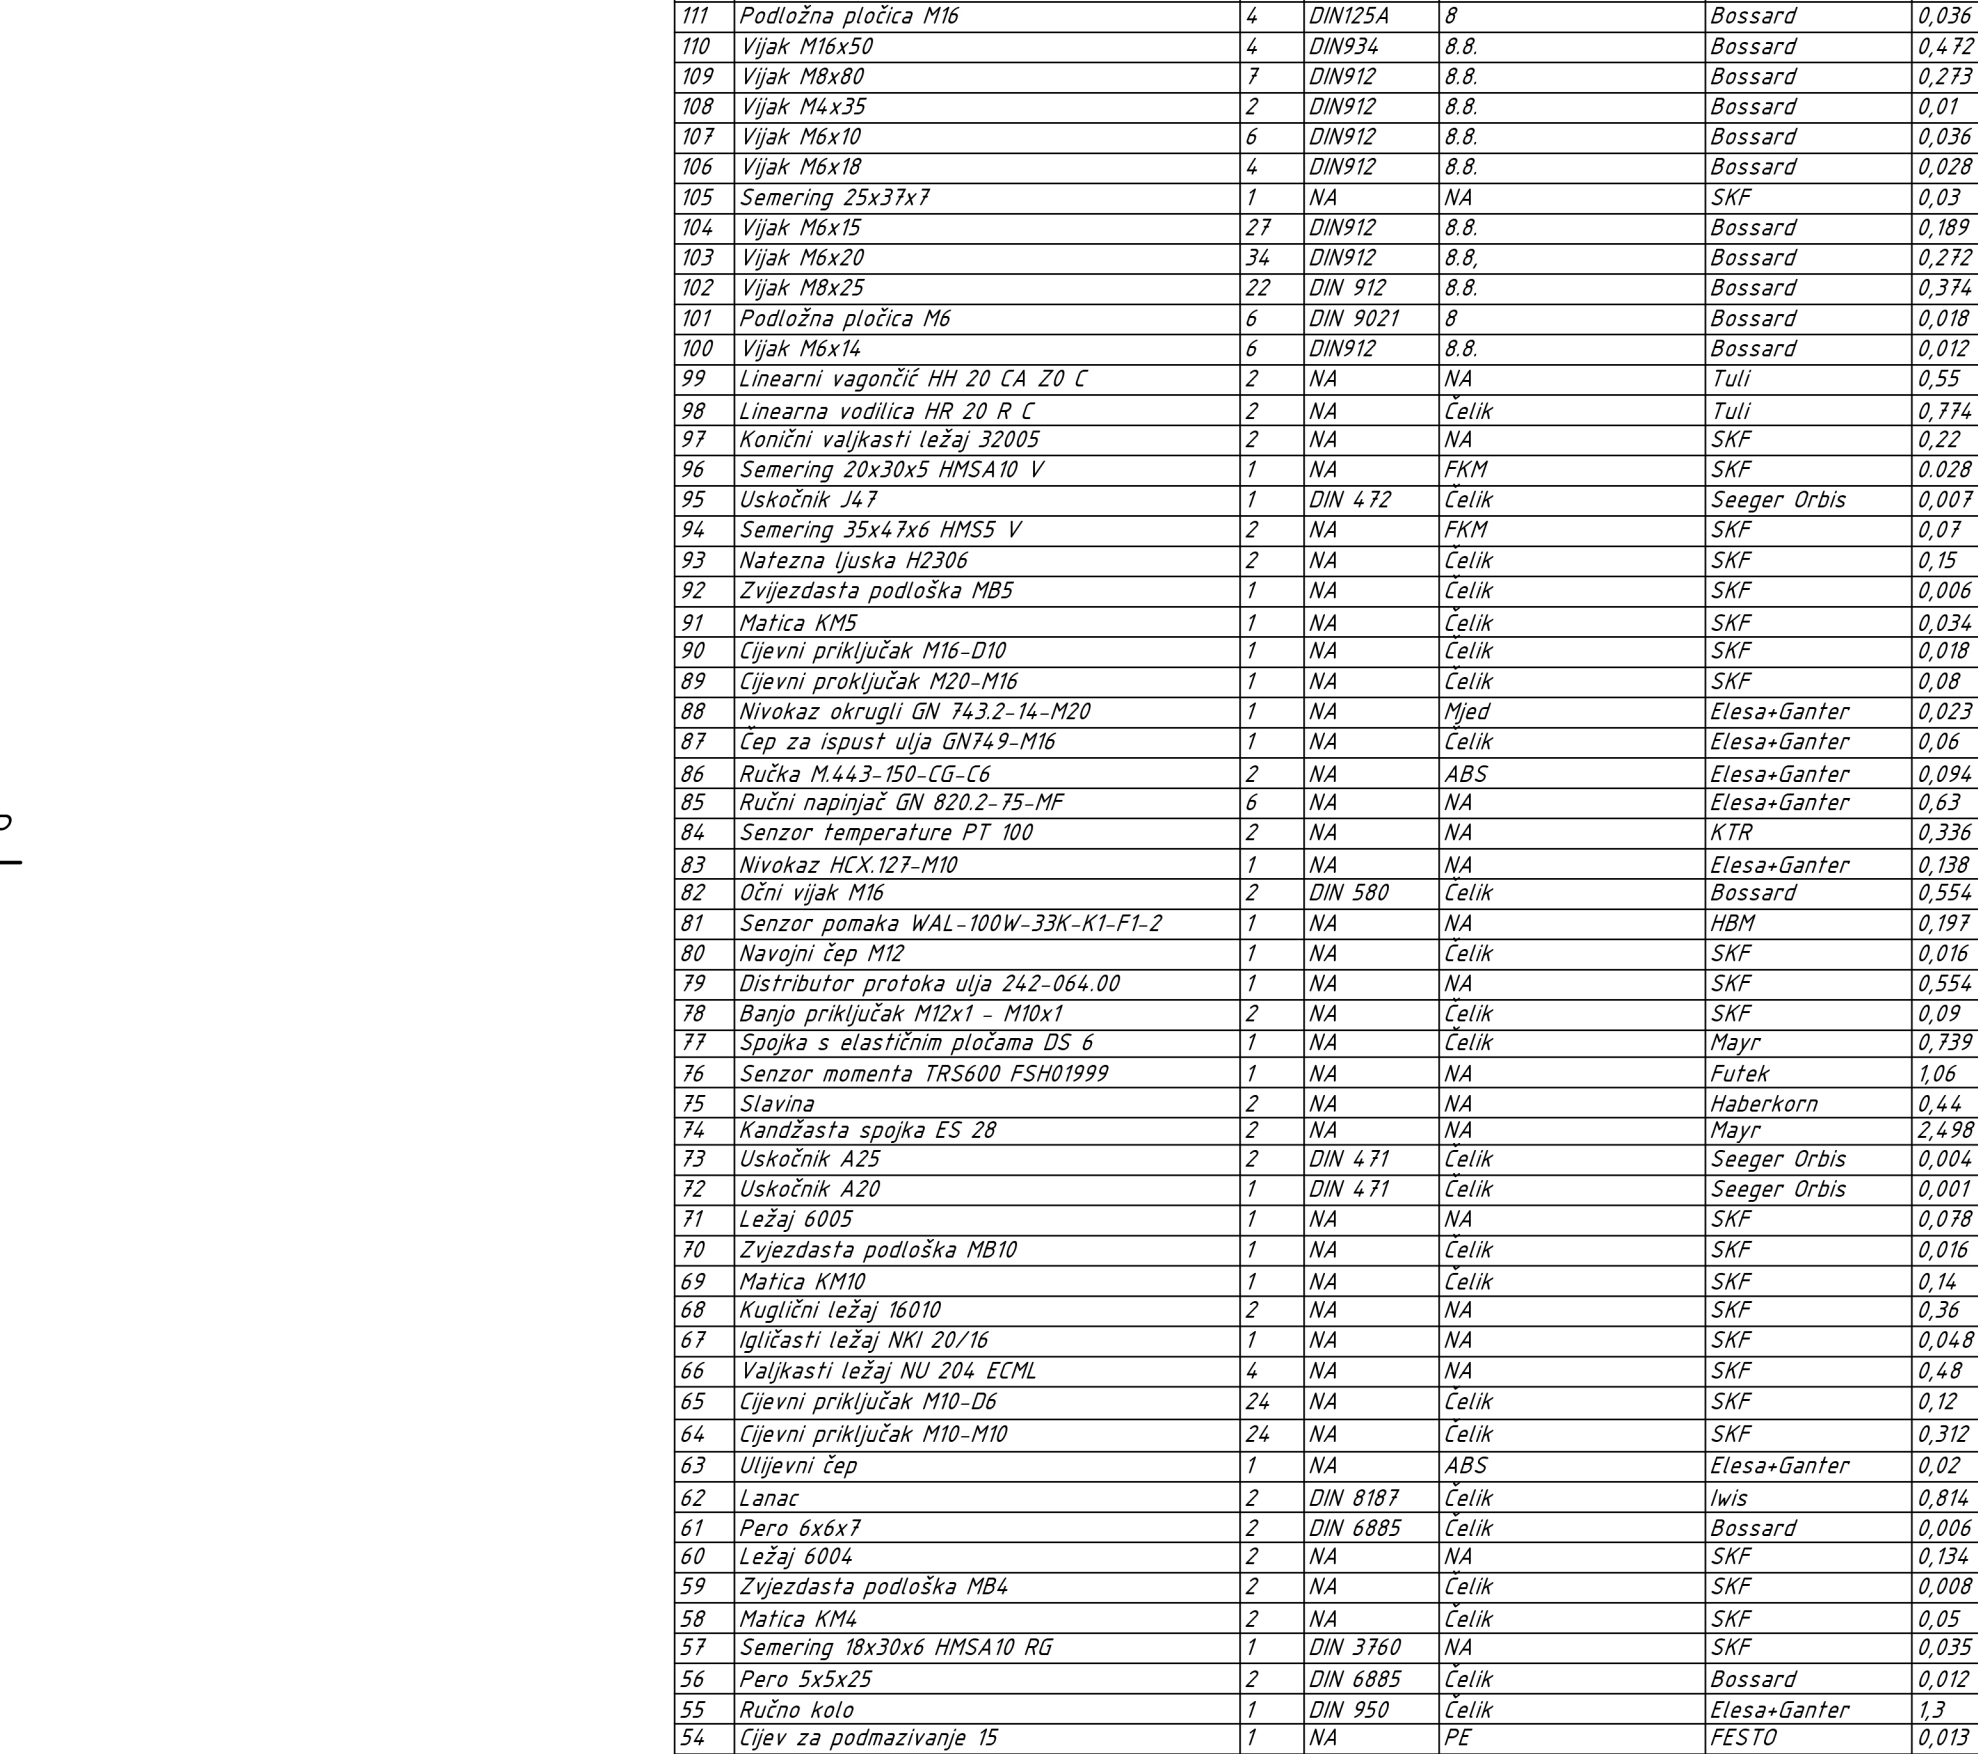 111 Podložna pločica M16 4 DIN125A 8 Bossard 0,036
110 Vijak M16x50 4 DIN934 8.8. Bossard 0,472
109 Vijak M8x80 7 DIN912 8.8. Bossard 0,273
108 Vijak M4x35 2 DIN912 8.8. Bossard 0,01
107 Vijak M6x10 6 DIN912 8.8. Bossard 0,036
106 Vijak M6x18 4 DIN912 8.8. Bossard 0,028
105 Semering 25x37x7 1 NA NA SKF 0,03
104 Vijak M6x15 27 DIN912 8.8. Bossard 0,189
103 Vijak M6x20 34 DIN912 8.8, Bossard 0,272
102 Vijak M8x25 22 DIN 912 8.8. Bossard 0,374
101 Podložna pločica M6 6 DIN 9021 8 Bossard 0,018
100 Vijak M6x14 6 DIN912 8.8. Bossard 0,012
99 Linearni vagončić HH 20 CA Z0 C 2 NA NA Tuli 0,55
98 Linearna vodilica HR 20 R C 2 NA Čelik Tuli 0,774
97 Konični valjkasti ležaj 32005 2 NA NA SKF 0,22
96 Semering 20x30x5 HMSA10 V 1 NA FKM SKF 0.028
95 Uskočnik J47 1 DIN 472 Čelik Seeger Orbis 0,007
94 Semering 35x47x6 HMS5 V 2 NA FKM SKF 0,07
93 Natezna ljuska H2306 2 NA Čelik SKF 0,15
92 Zvijezdasta podloška MB5 1 NA Čelik SKF 0,006
91 Matica KM5 1 NA Čelik SKF 0,034
90 Cijevni priključak M16-D10 1 NA Čelik SKF 0,018
89 Cijevni proključak M20-M16 1 NA Čelik SKF 0,08
88 Nivokaz okrugli GN 743.2-14-M20 1 NA Mjed Elesa+Ganter 0,023
87 Čep za ispust ulja GN749-M16 1 NA Čelik Elesa+Ganter 0,06
86 Ručka M.443-150-CG-C6 2 NA ABS Elesa+Ganter 0,094
85 Ručni napinjač GN 820.2-75-MF 6 NA NA Elesa+Ganter 0,63
84 Senzor temperature PT 100 2 NA NA KTR 0,336
83 Nivokaz HCX.127-M10 1 NA NA Elesa+Ganter 0,138
82 Očni vijak M16 2 DIN 580 Čelik Bossard 0,554
81 Senzor pomaka WAL-100W-33K-K1-F1-2 1 NA NA HBM 0,197
80 Navojni čep M12 1 NA Čelik SKF 0,016
79 Distributor protoka ulja 242-064.00 1 NA NA SKF 0,554
78 Banjo priključak M12x1 - M10x1 2 NA Čelik SKF 0,09
77 Spojka s elastičnim pločama DS 6 1 NA Čelik Mayr 0,739
76 Senzor momenta TRS600 FSH01999 1 NA NA Futek 1,06
75 Slavina 2 NA NA Haberkorn 0,44
74 Kandžasta spojka ES 28 2 NA NA Mayr 2,498
73 Uskočnik A25 2 DIN 471 Čelik Seeger Orbis 0,004
72 Uskočnik A20 1 DIN 471 Čelik Seeger Orbis 0,001
71 Ležaj 6005 1 NA NA SKF 0,078
70 Zvjezdasta podloška MB10 1 NA Čelik SKF 0,016
69 Matica KM10 1 NA Čelik SKF 0,14
68 Kuglični ležaj 16010 2 NA NA SKF 0,36
67 Igličasti ležaj NKI 20/16 1 NA NA SKF 0,048
66 Valjkasti ležaj NU 204 ECML 4 NA NA SKF 0,48
65 Cijevni priključak M10-D6 24 NA Čelik SKF 0,12
64 Cijevni priključak M10-M10 24 NA Čelik SKF 0,312
63 Ulijevni čep 1 NA ABS Elesa+Ganter 0,02
62 Lanac 2 DIN 8187 Čelik Iwis 0,814
61 Pero 6x6x7 2 DIN 6885 Čelik Bossard 0,006
60 Ležaj 6004 2 NA NA SKF 0,134
59 Zvjezdasta podloška MB4 2 NA Čelik SKF 0,008
58 Matica KM4 2 NA Čelik SKF 0,05
57 Semering 18x30x6 HMSA10 RG 1 DIN 3760 NA SKF 0,035
56 Pero 5x5x25 2 DIN 6885 Čelik Bossard 0,012
55 Ručno kolo 1 DIN 950 Čelik Elesa+Ganter 1,3
54 Cijev za podmazivanje 15 1 NA PE FESTO 0,013